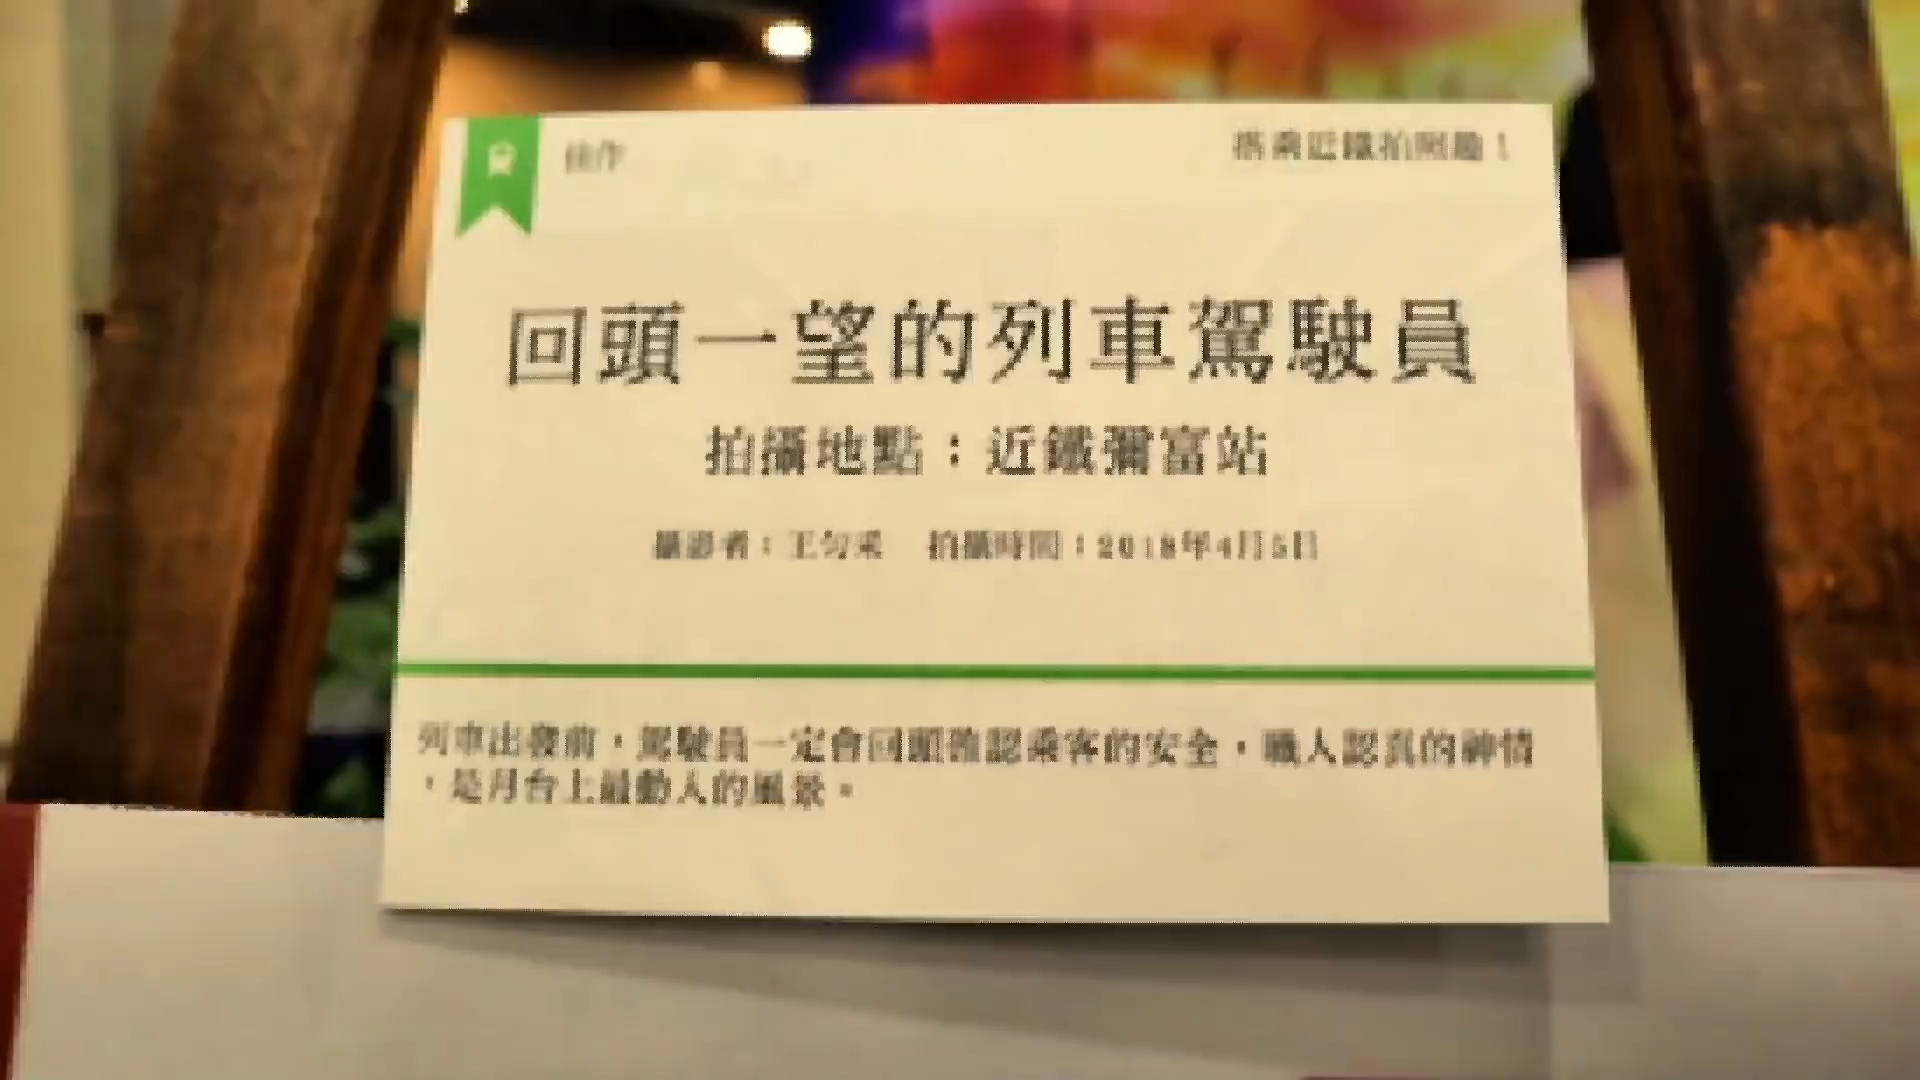 佳作
搭乘近鐵拍照趣！
回頭一望的列車駕駛員
拍攝地點：近鐵彌富站
攝影者：王勻采 拍攝時間：2018年4月5日
列車出發前，駕駛員一定會回頭確認乘客的安全，職人認真的神情
，是月台上最動人的風景。